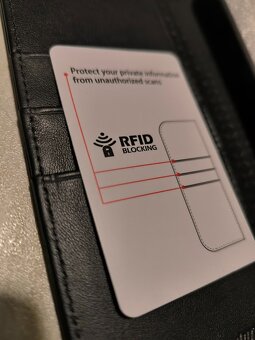 Protect your private information
from unauthorized scans
RFID
BLOCKING